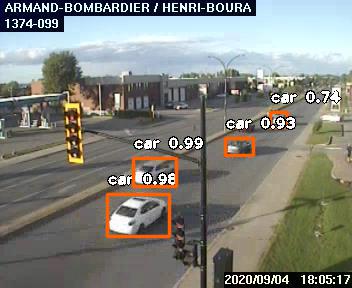 ARMAND-BOMBARDIER / HENRI-BOURA
1374-099
car 0.74
car 0.93
car 0.99
car 0.98
2020/09/04 18:05:17